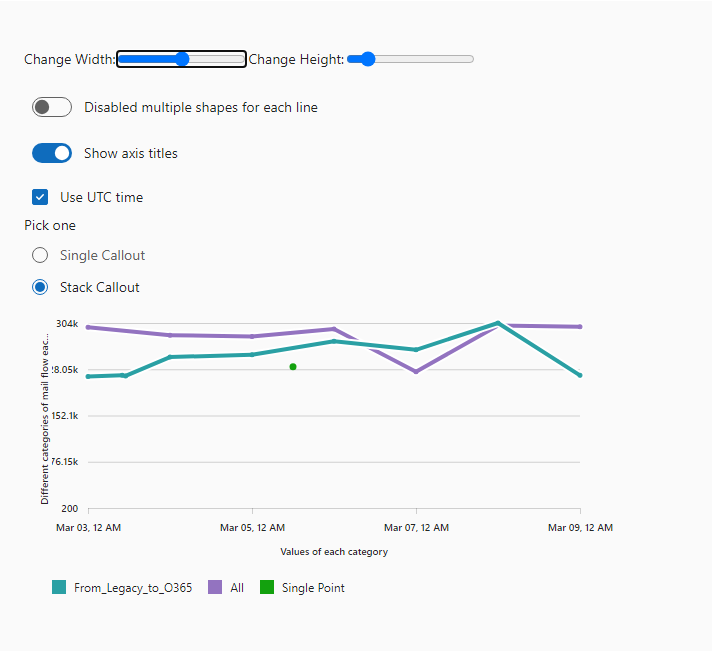 Change Width: Change Height:
Disabled multiple shapes for each line
Show axis titles
Use UTC time
Pick one
Single Callout
Stack Callout
Different categories of mail flow eac...
304k
28.05k
152.1k
76.15k
200
Mar 03, 12 AM Mar 05, 12 AM Mar 07, 12 AM Mar 09, 12 AM
Values of each category
From_Legacy_to_O365 All Single Point